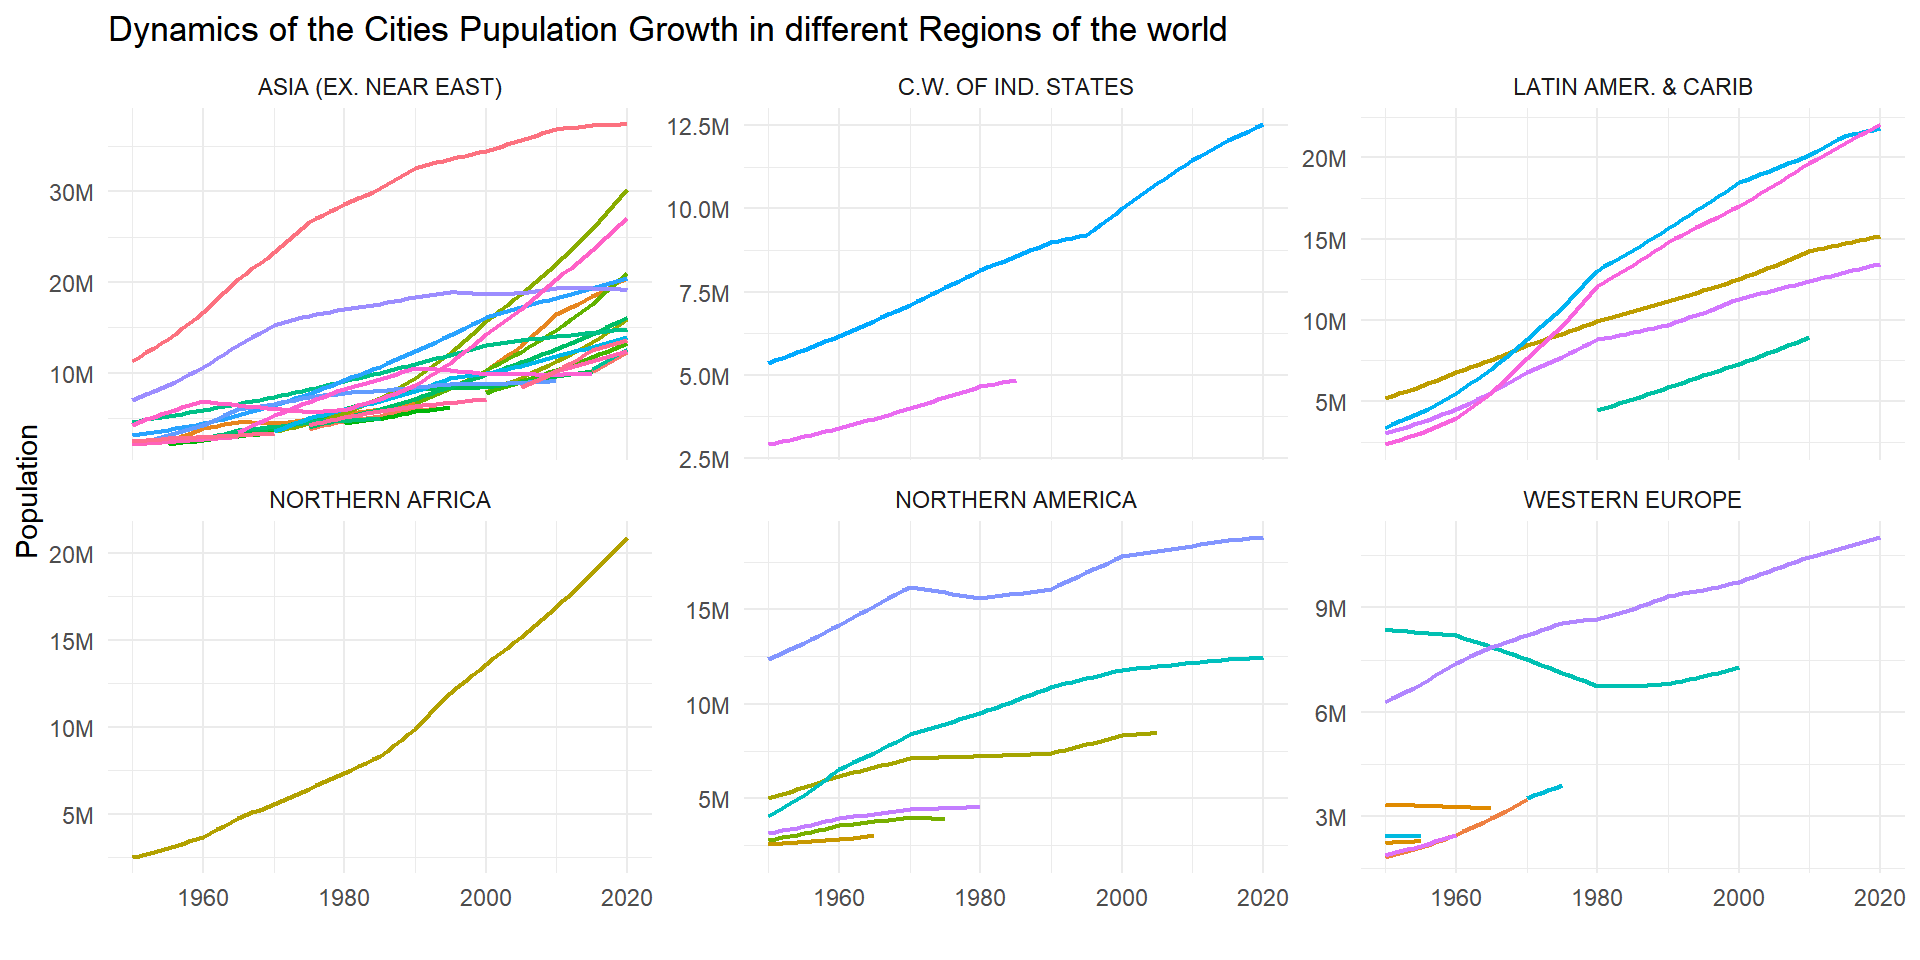 Dynamics of the Cities Pupulation Growth in different Regions of the world
ASIA (EX. NEAR EAST)
C.W. OF IND. STATES
LATIN AMER. & CARIB
30M
20M
10M
12.5M
10.0M
7.5M
5.0M
2.5M
20M
15M
10M
5M
Population
NORTHERN AFRICA
NORTHERN AMERICA
WESTERN EUROPE
20M
15M
10M
5M
15M
10M
5M
9M
6M
3M
1960 1980 2000 2020
1960 1980 2000 2020
1960 1980 2000 2020